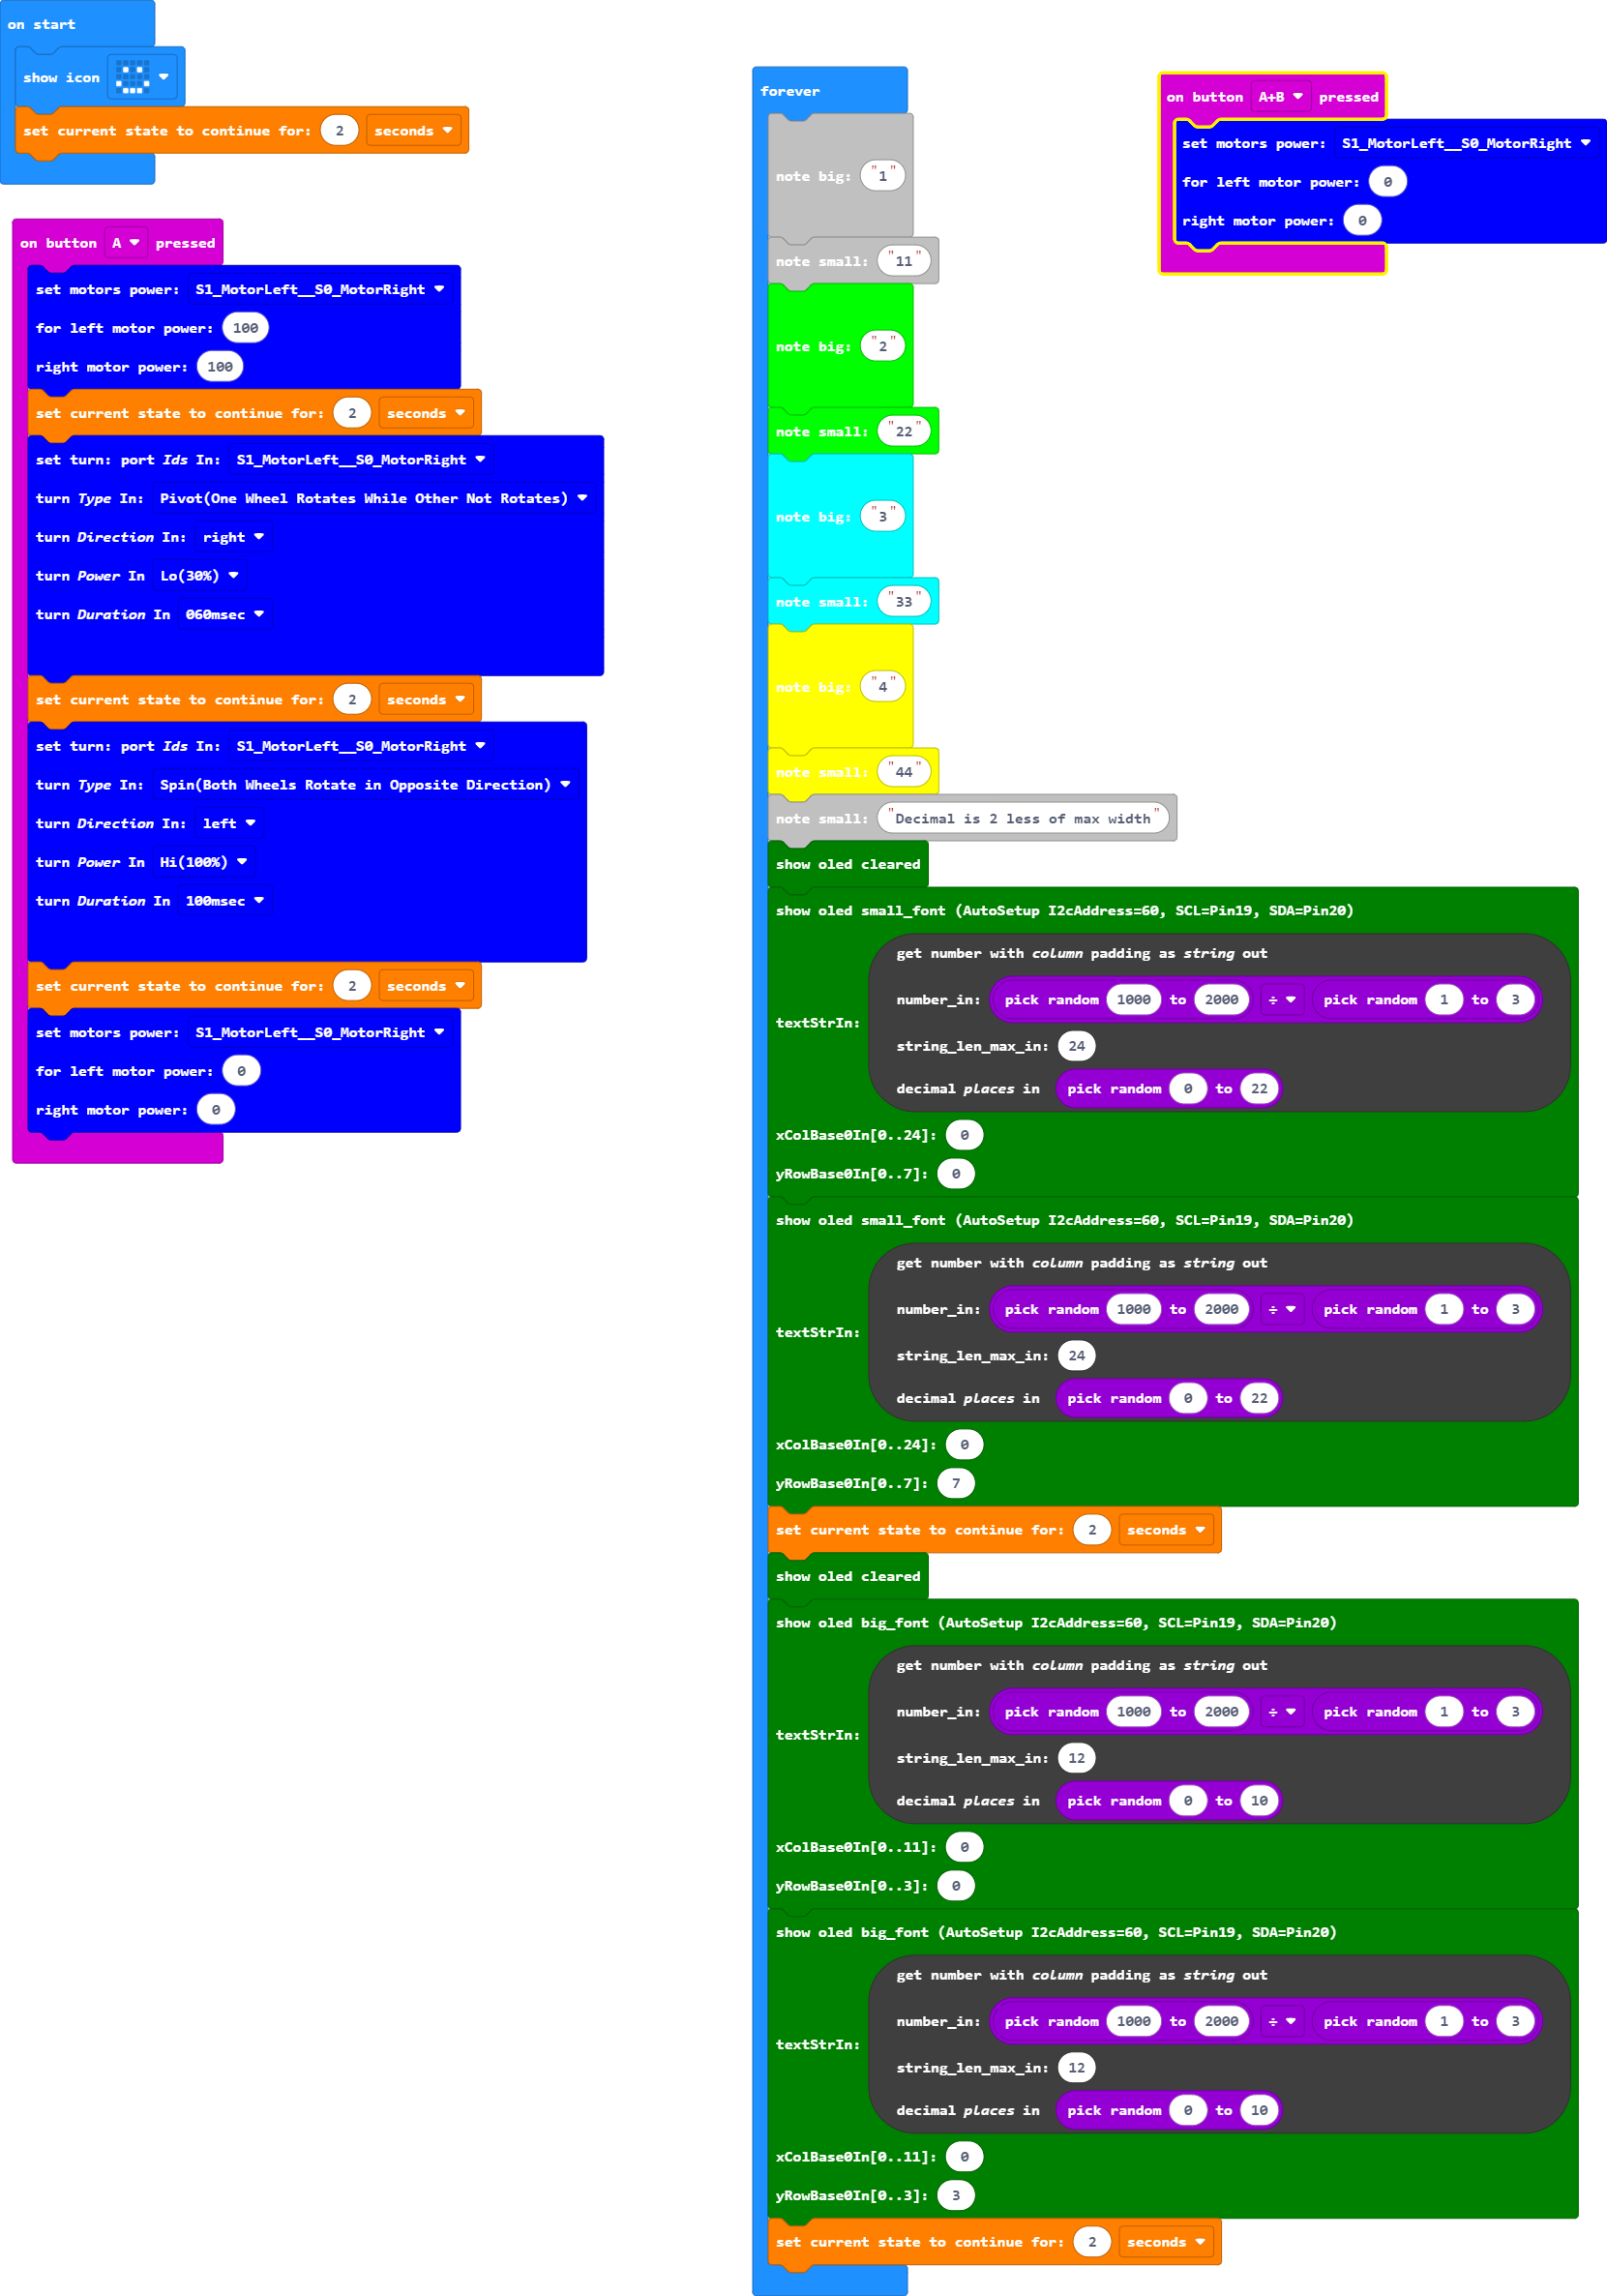 on start
show icon
set current state to continue for: 2 seconds
on button A pressed
set motors power: S1_MotorLeft__S0_MotorRight
for left motor power: 100
right motor power: 100
set current state to continue for: 2 seconds
set turn: port Ids In: S1_MotorLeft__S0_MotorRight
turn Type In: Pivot(One Wheel Rotates While Other Not Rotates)
turn Direction In: right
turn Power In Lo(30%)
turn Duration In 060msec
set current state to continue for: 2 seconds
set turn: port Ids In: S1_MotorLeft__S0_MotorRight
turn Type In: Spin(Both Wheels Rotate in Opposite Direction)
turn Direction In: left
turn Power In Hi(100%)
turn Duration In 100msec
set current state to continue for: 2 seconds
set motors power: S1_MotorLeft__S0_MotorRight
for left motor power: 0
right motor power: 0
forever
note big: "1"
note small: "11"
note big: "2"
note small: "22"
note big: "3"
note small: "33"
note big: "4"
note small: "44"
note small: "Decimal is 2 less of max width"
show oled cleared
show oled small_font (AutoSetup I2cAddress=60, SCL=Pin19, SDA=Pin20)
get number with column padding as string out
number_in: pick random 1000 to 2000 ÷ pick random 1 to 3
textStrIn:
string_len_max_in: 24
decimal places in pick random 0 to 22
xColBase0In[0..24]: 0
yRowBase0In[0..7]: 0
show oled small_font (AutoSetup I2cAddress=60, SCL=Pin19, SDA=Pin20)
get number with column padding as string out
number_in: pick random 1000 to 2000 ÷ pick random 1 to 3
textStrIn:
string_len_max_in: 24
decimal places in pick random 0 to 22
xColBase0In[0..24]: 0
yRowBase0In[0..7]: 7
set current state to continue for: 2 seconds
show oled cleared
show oled big_font (AutoSetup I2cAddress=60, SCL=Pin19, SDA=Pin20)
get number with column padding as string out
number_in: pick random 1000 to 2000 ÷ pick random 1 to 3
textStrIn:
string_len_max_in: 12
decimal places in pick random 0 to 10
xColBase0In[0..11]: 0
yRowBase0In[0..3]: 0
show oled big_font (AutoSetup I2cAddress=60, SCL=Pin19, SDA=Pin20)
get number with column padding as string out
number_in: pick random 1000 to 2000 ÷ pick random 1 to 3
textStrIn:
string_len_max_in: 12
decimal places in pick random 0 to 10
xColBase0In[0..11]: 0
yRowBase0In[0..3]: 3
set current state to continue for: 2 seconds
on button A+B pressed
set motors power: S1_MotorLeft__S0_MotorRight
for left motor power: 0
right motor power: 0